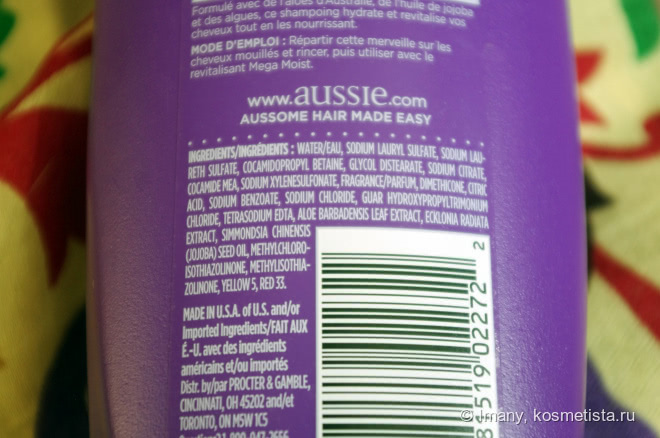 Formulé avec de l'aloès d'Australie, de l'huile de jojoba
et des algues, ce shampooing hydrate et revitalise vos
cheveux tout en les nourrissant.
MODE D'EMPLOI : Répartir cette merveille sur les
cheveux mouillés et rincer, puis utiliser avec le
revitalisant Mega Moist.
www.aussie.com
AUSSOME HAIR MADE EASY
INGREDIENTS/INGRÉDIENTS : WATER/EAU, SODIUM LAURYL SULFATE, SODIUM LAU-
RETH SULFATE, COCAMIDOPROPYL BETAINE, GLYCOL DISTEARATE, SODIUM CITRATE,
COCAMIDE MEA, SODIUM XYLENESULFONATE, FRAGRANCE/PARFUM, DIMETHICONE, CITRIC
ACID, SODIUM BENZOATE, SODIUM CHLORIDE, GUAR HYDROXYPROPYLTRIMONIUM
CHLORIDE, TETRASODIUM EDTA, ALOE BARBADENSIS LEAF EXTRACT, ECKLONIA RADIATA
EXTRACT, SIMMONDSIA CHINENSIS
(JOJOBA) SEED OIL, METHYLCHLORO-
ISOTHIAZOLINONE, METHYLISOTHIA-
ZOLINONE, YELLOW 5, RED 33.
MADE IN U.S.A. of U.S. and/or
Imported Ingredients/FAIT AUX
É.-U. avec des ingrédients
américains et/ou importés
Distr. by/par PROCTER & GAMBLE,
CINCINNATI, OH 45202 and/et
TORONTO, ON M5W 1C5
81519 02272 2
© Imany, kosmetista.ru